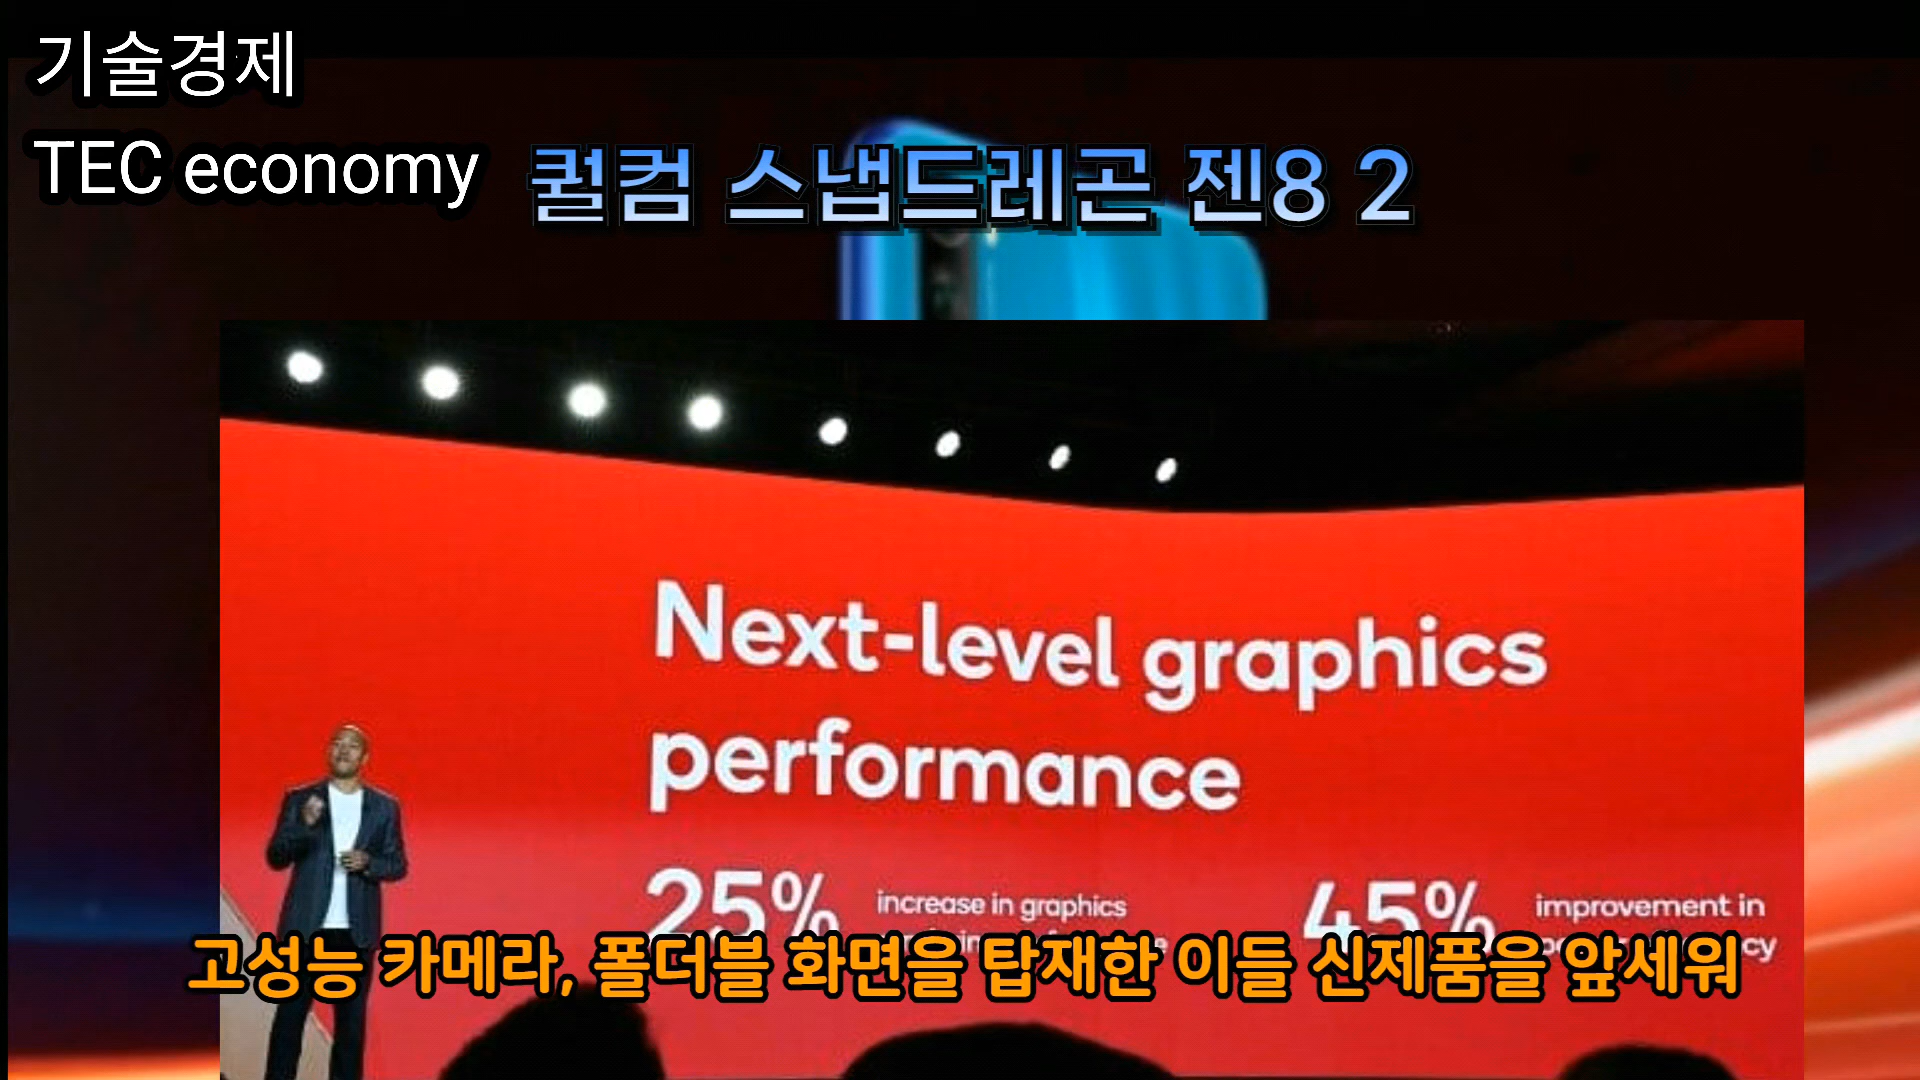 기술경제
TEC economy
퀄컴 스냅드레곤 젠8 2
Next-level graphics
performance
25% increase in graphics
45% improvement in
고성능 카메라, 폴더블 화면을 탑재한 이들 신제품을 앞세워